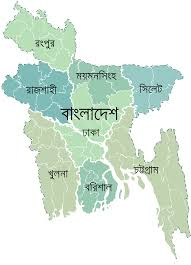 রংপুর
ময়মনসিংহ
সিলেট
রাজশাহী
বাংলাদেশ
ঢাকা
খুলনা
চট্টগ্রাম
বরিশাল